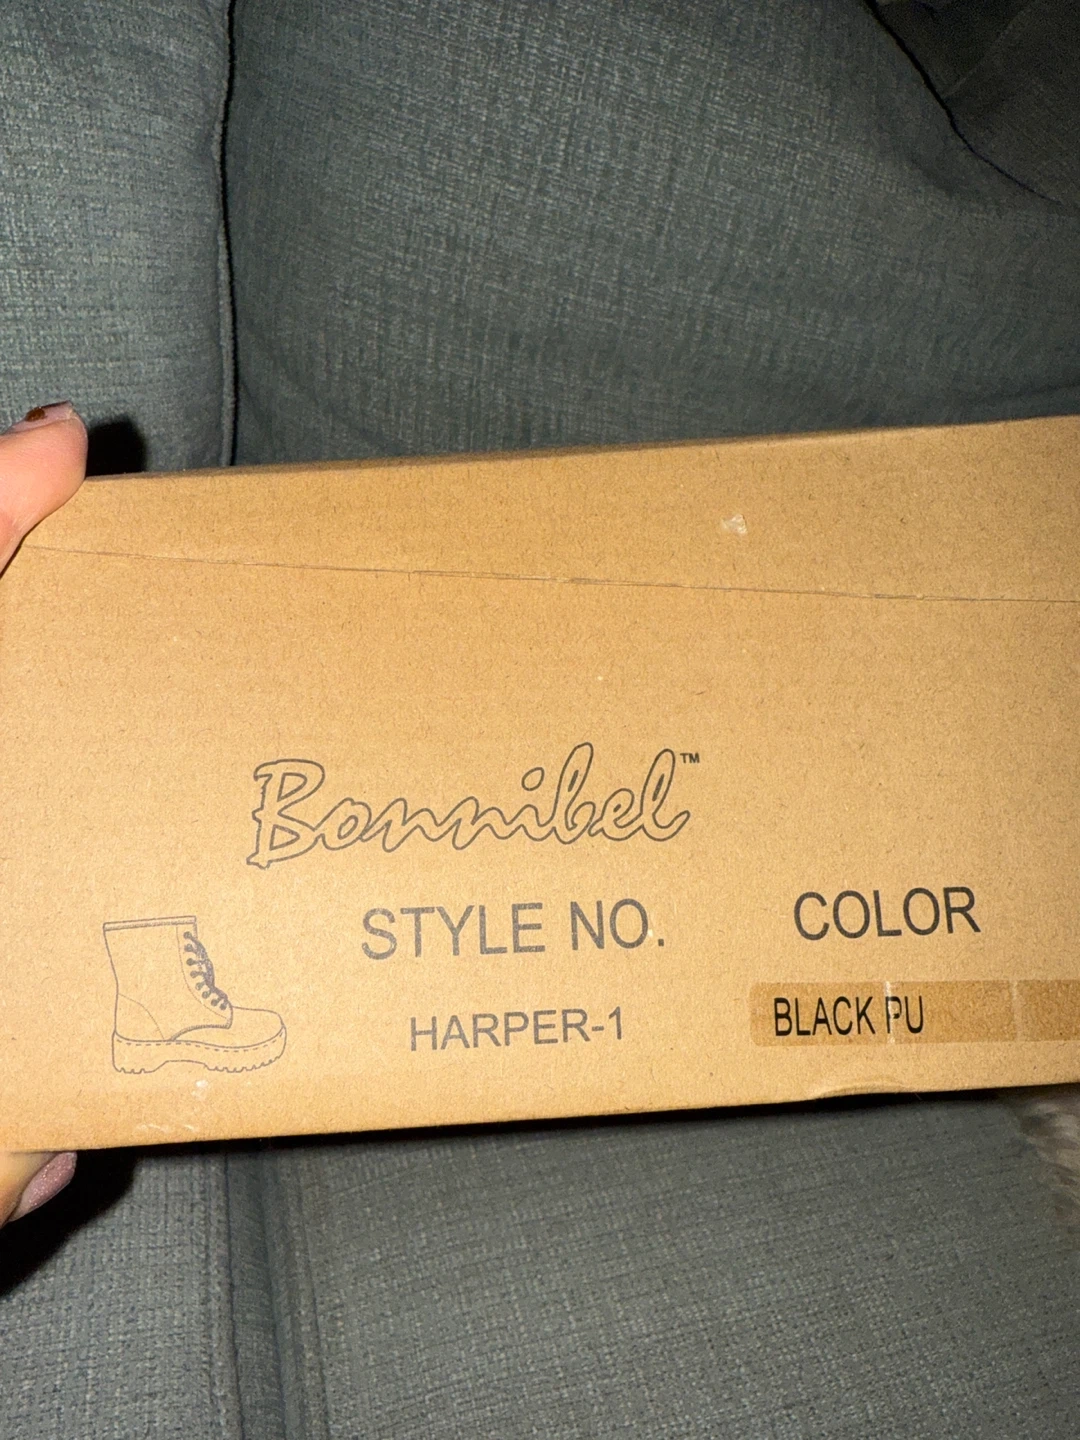 Bonnibel™
STYLE NO. COLOR
HARPER-1 BLACK PU